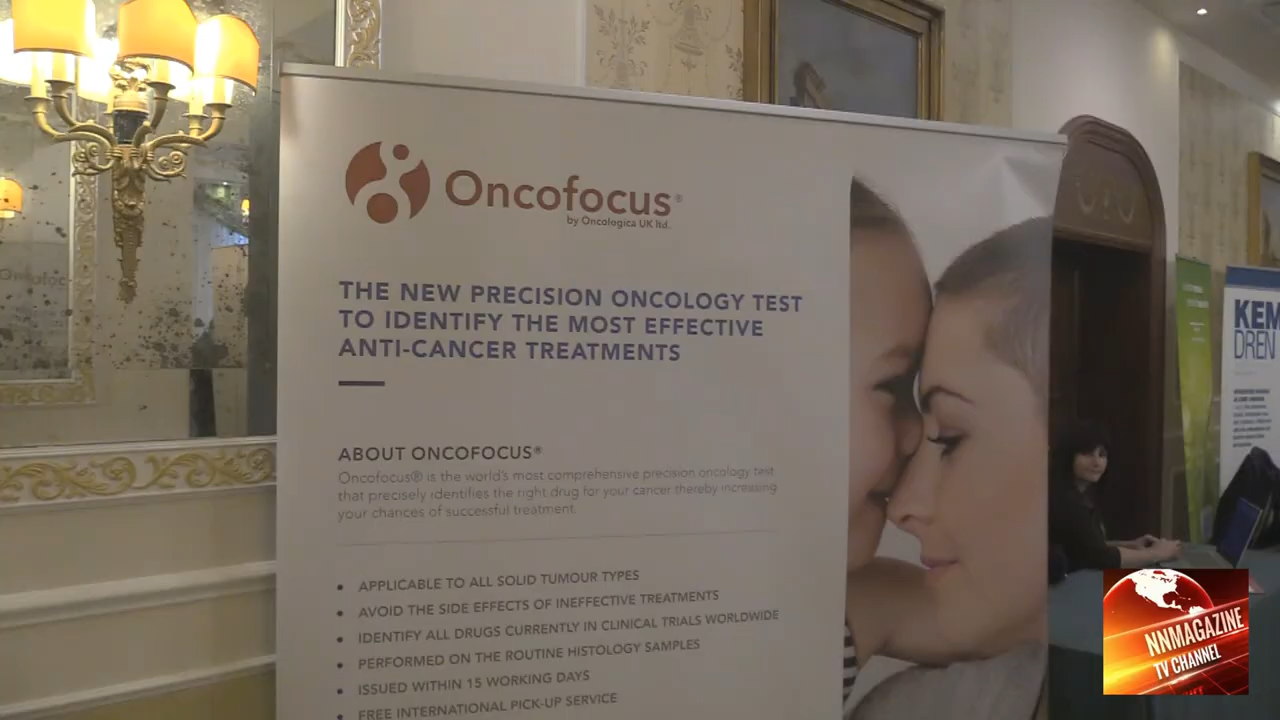 Oncofocus®
by Oncologica UK ltd.
THE NEW PRECISION ONCOLOGY TEST
TO IDENTIFY THE MOST EFFECTIVE
ANTI-CANCER TREATMENTS
ABOUT ONCOFOCUS®
Oncofocus® is the world's most comprehensive precision oncology test
that precisely identifies the right drug for your cancer thereby increasing
your chances of successful treatment.
• APPLICABLE TO ALL SOLID TUMOUR TYPES
• AVOID THE SIDE EFFECTS OF INEFFECTIVE TREATMENTS
• IDENTIFY ALL DRUGS CURRENTLY IN CLINICAL TRIALS WORLDWIDE
• PERFORMED ON THE ROUTINE HISTOLOGY SAMPLES
• ISSUED WITHIN 15 WORKING DAYS
• FREE INTERNATIONAL PICK-UP SERVICE
KEM
DREN
NNMAGAZINE
TV CHANNEL